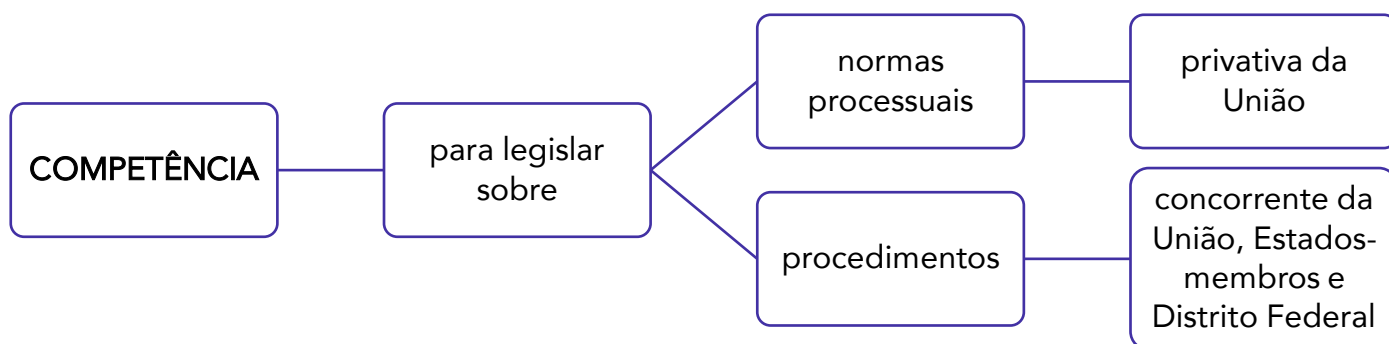 COMPETÊNCIA
para legislar
sobre
normas
processuais
privativa da
União
procedimentos
concorrente da
União, Estados-
membros e
Distrito Federal